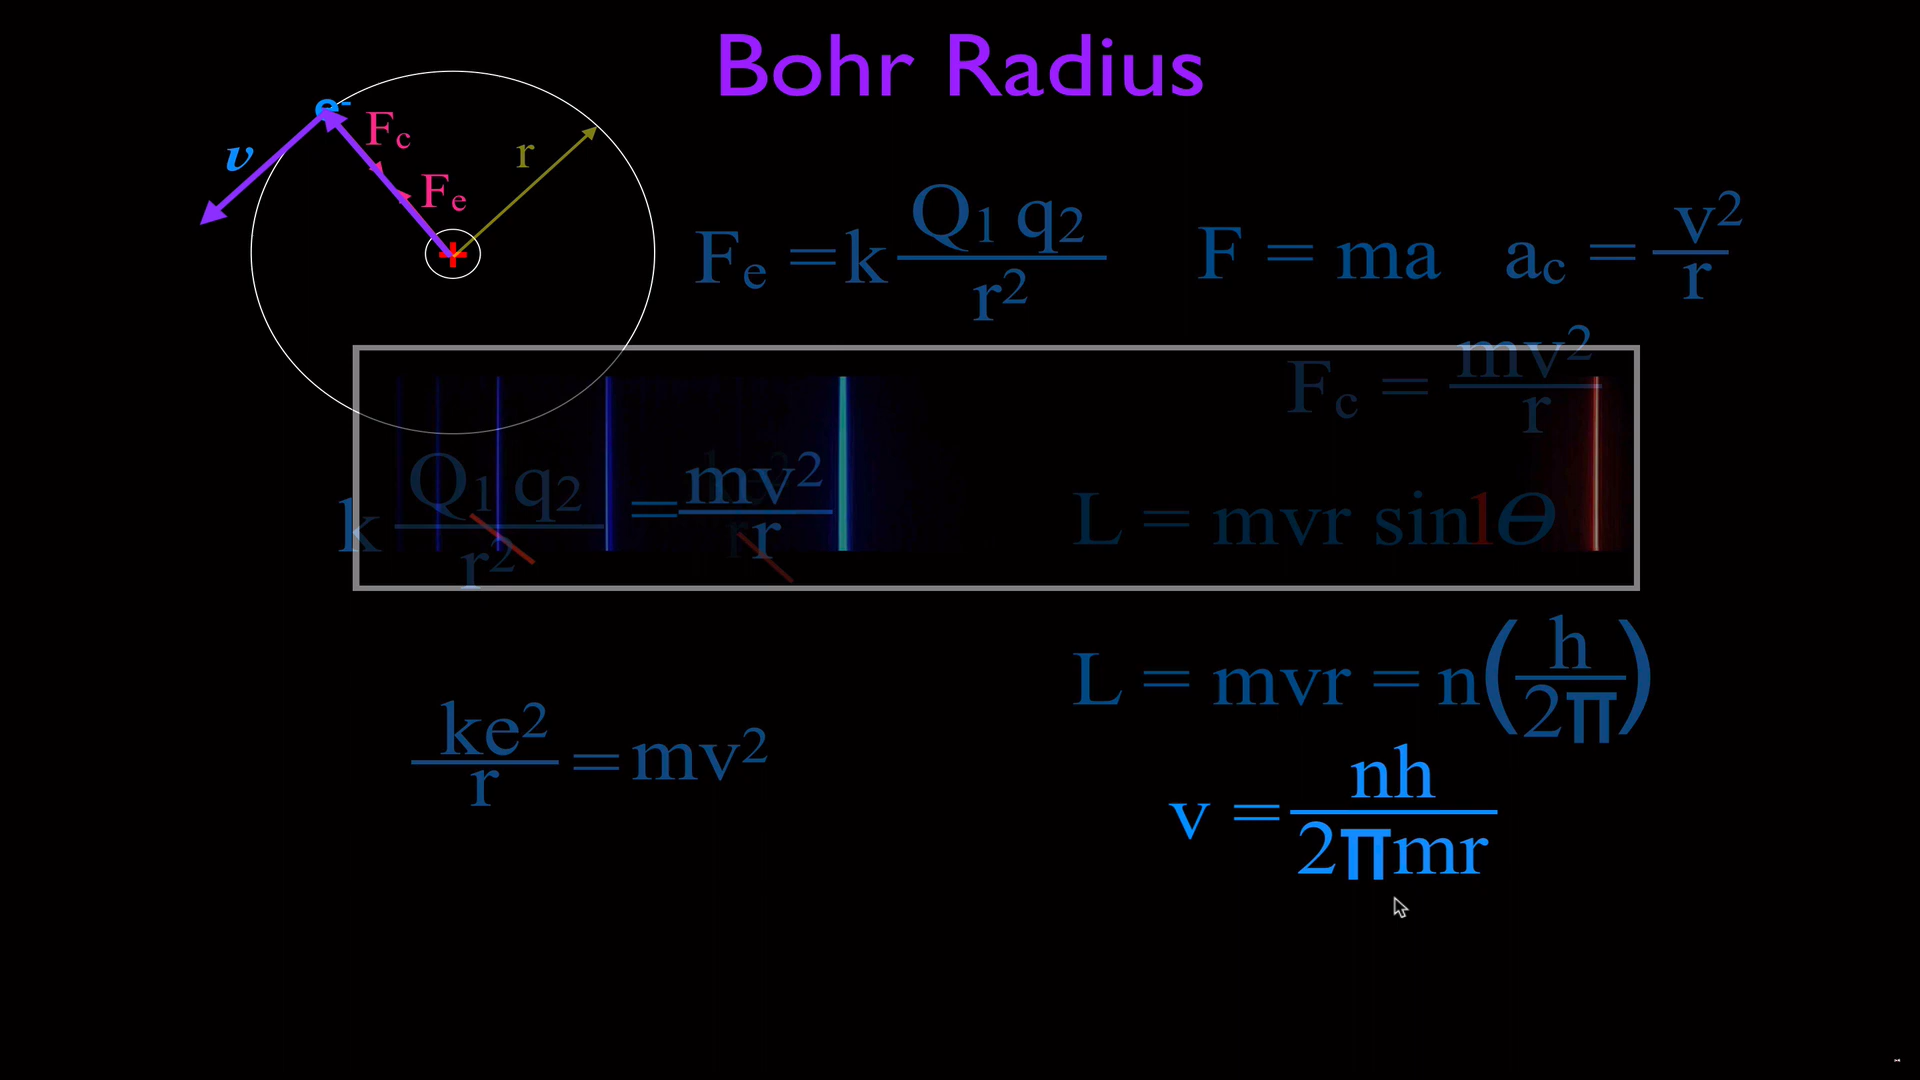 Bohr Radius
e-
v
Fc
Fe
r
Fe = k Q1 q2 / r2
F = ma
ac = v2 / r
Fc = mv2 / r
k Q1 q2 / r2 = mv2 / r
L = mvr sin1Θ
L = mvr = n(h / 2π)
ke2 / r = mv2
v = nh / 2πmr